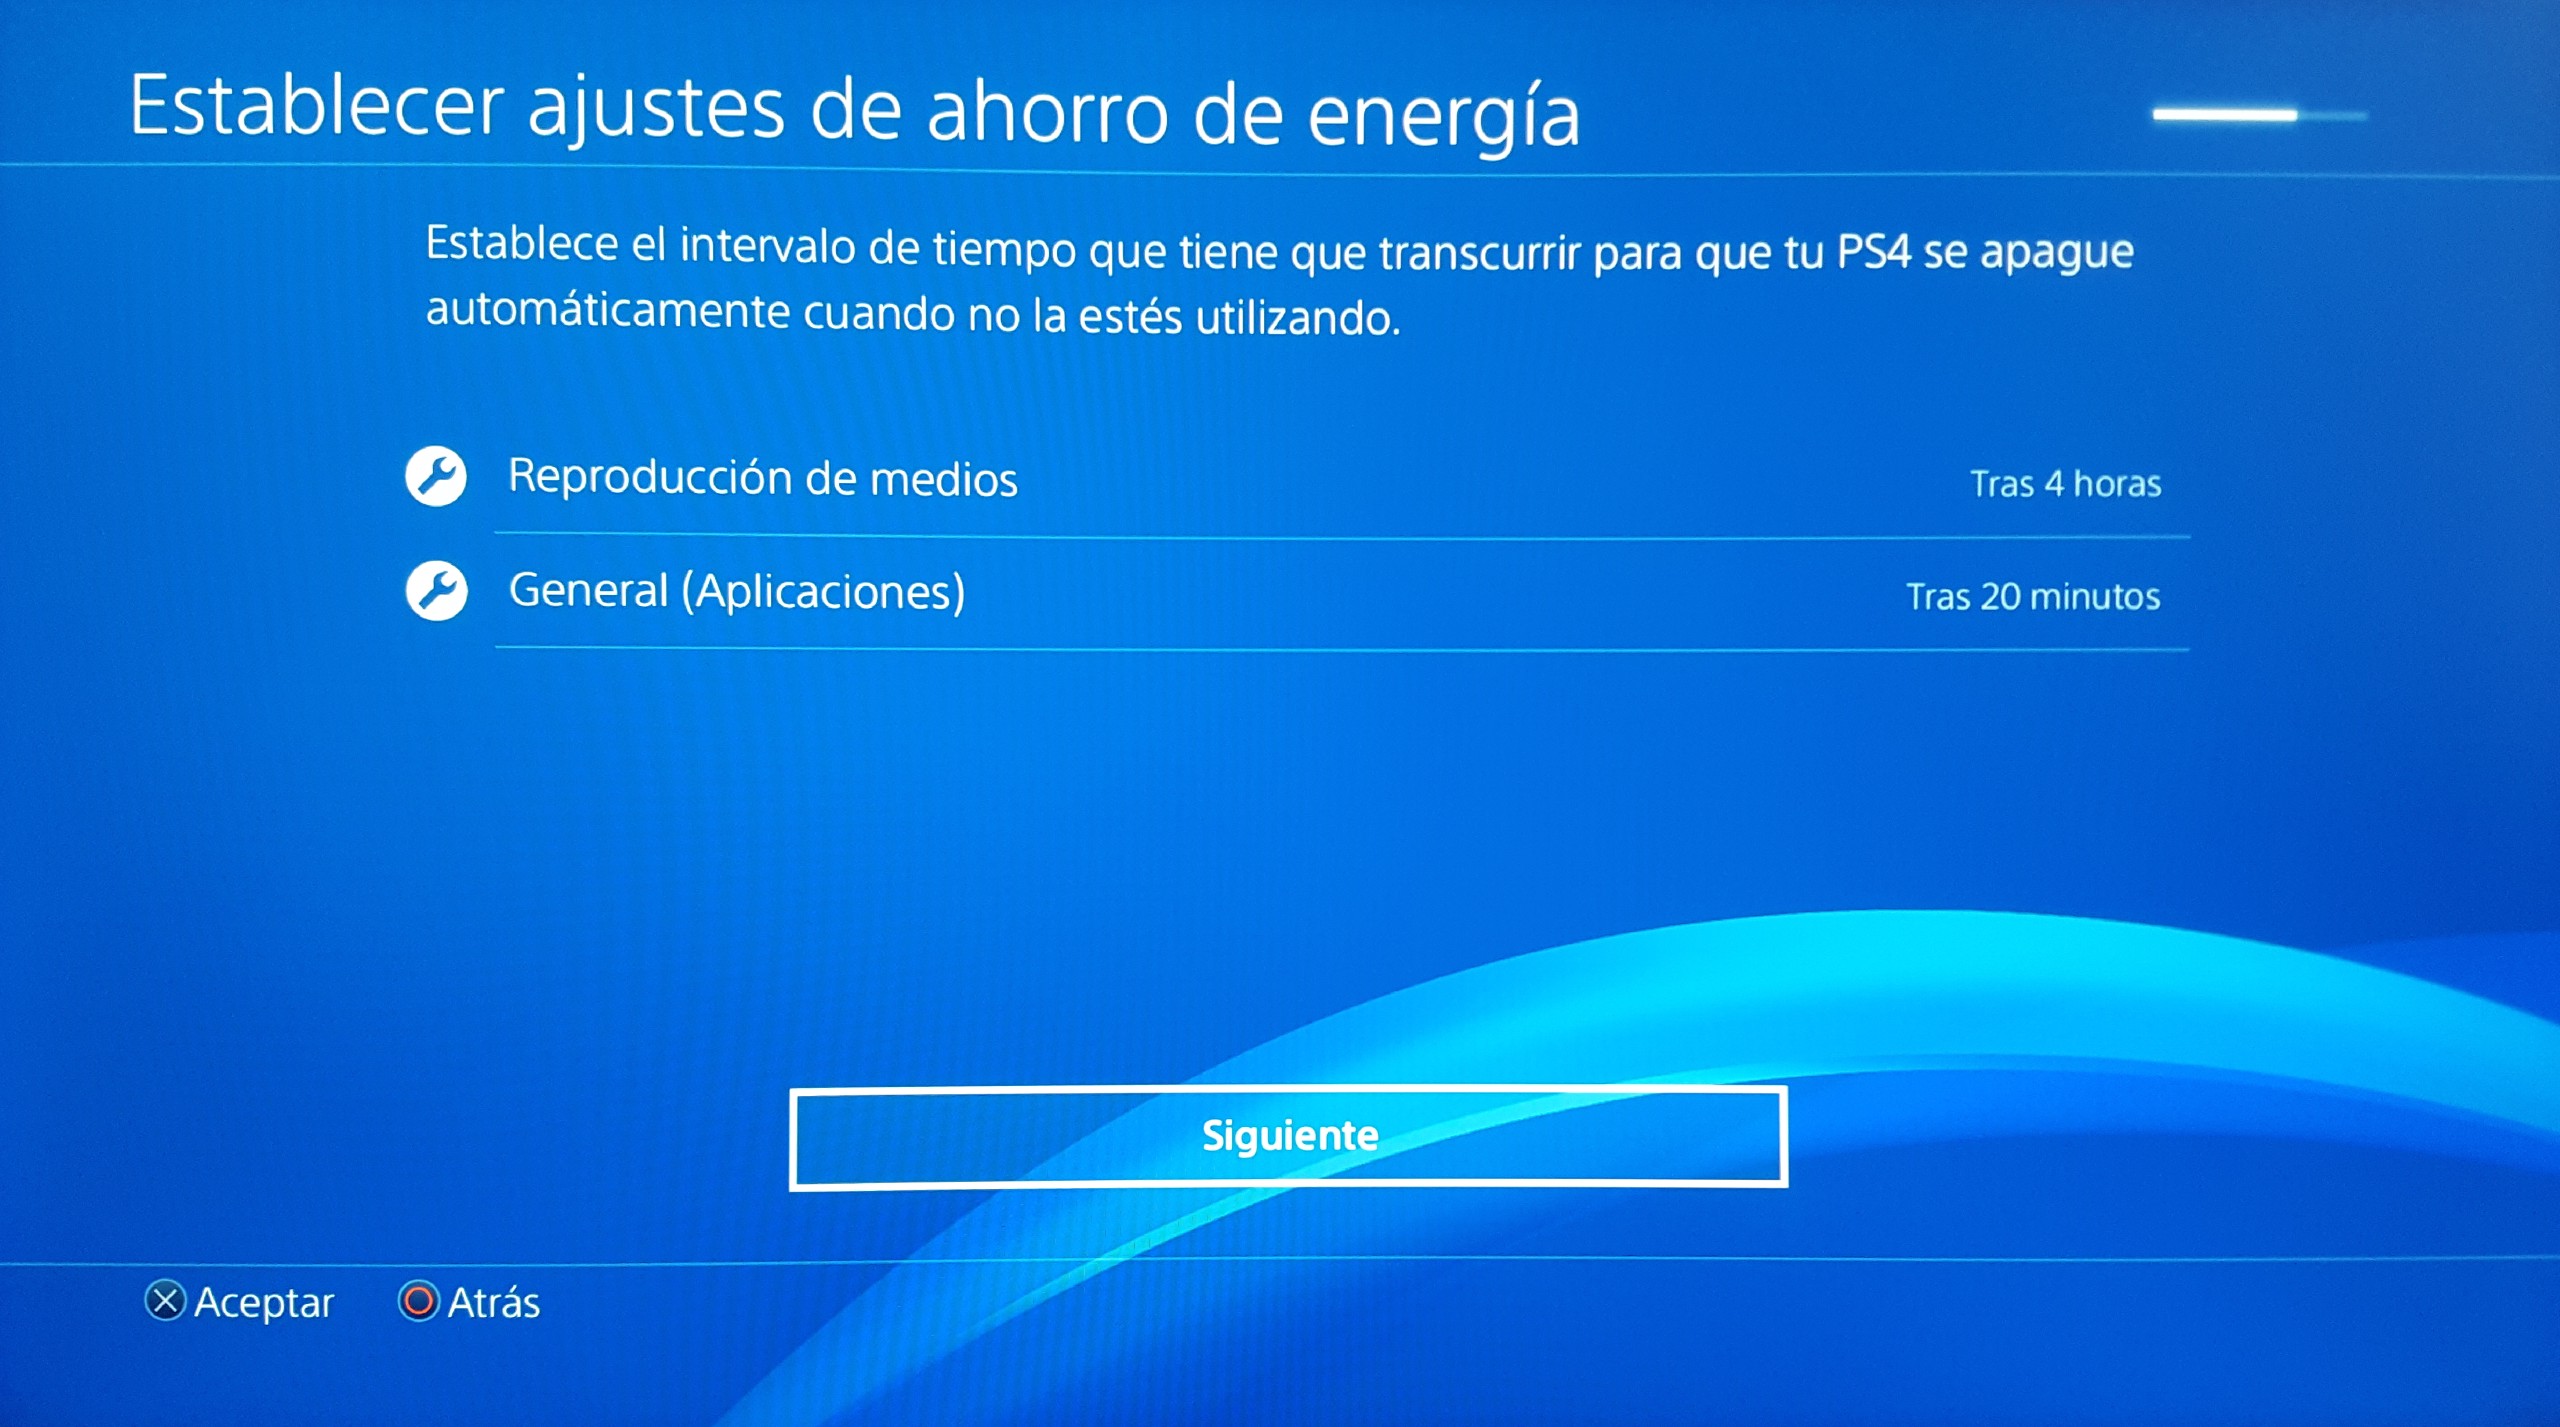 Establecer ajustes de ahorro de energía
Establece el intervalo de tiempo que tiene que transcurrir para que tu PS4 se apague
automáticamente cuando no la estés utilizando.
Reproducción de medios Tras 4 horas
General (Aplicaciones) Tras 20 minutos
Siguiente
Aceptar Atrás